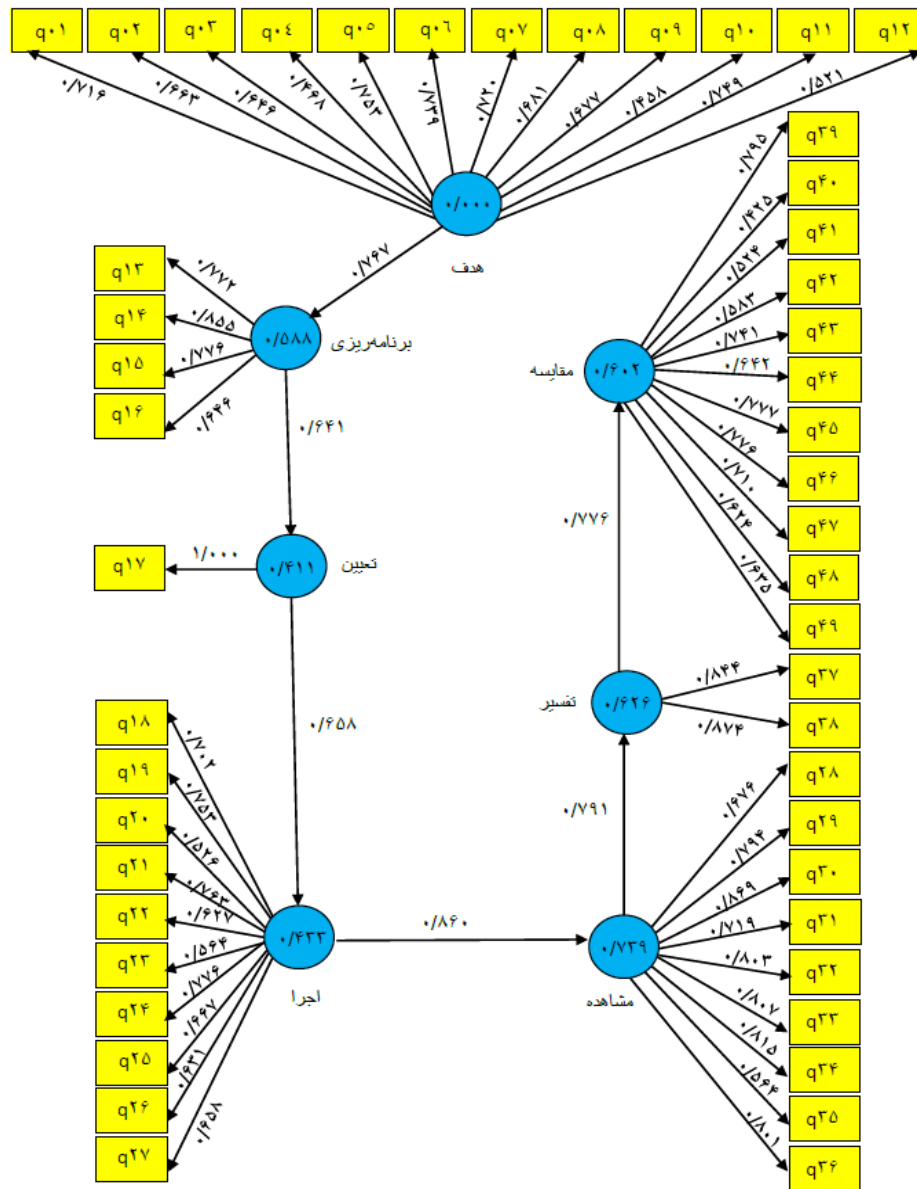 q۰۱ q۰۲ q۰۳ q۰٤ q۰۵ q۰٦ q۰۷ q۰۸ q۰۹ q۱۰ q۱۱ q۱۲
۰/۷۱۶ ۰/۶۶۳ ۰/۶۴۶ ۰/۴۶۸ ۰/۷۵۳ ۰/۷۳۹ ۰/۷۲۰ ۰/۶۸۱ ۰/۶۷۷ ۰/۴۵۸ ۰/۷۴۹ ۰/۵۲۱
۰/۰۰۰
هدف
۰/۷۶۷
q۱۳ ۰/۷۷۲
q۱۴ ۰/۸۵۵
q۱۵ ۰/۷۷۶
q۱۶ ۰/۶۴۶
۰/۵۸۸
برنامه‌ریزی
۰/۶۴۱
q۱۷ ۱/۰۰۰
۰/۴۱۱
تعیین
۰/۶۵۸
q۱۸ ۰/۷۰۲
q۱۹ ۰/۷۵۳
q۲۰ ۰/۵۲۶
q۲۱ ۰/۷۶۳
q۲۲ ۰/۶۲۷
q۲۳ ۰/۵۶۴
q۲۴ ۰/۷۷۶
q۲۵ ۰/۶۶۷
q۲۶ ۰/۶۳۱
q۲۷ ۰/۶۵۸
۰/۴۳۳
اجرا
۰/۸۶۰
۰/۷۳۹
مشاهده
۰/۶۷۶ q۲۸
۰/۷۹۴ q۲۹
۰/۸۶۹ q۳۰
۰/۷۱۹ q۳۱
۰/۸۰۳ q۳۲
۰/۸۰۷ q۳۳
۰/۸۱۵ q۳۴
۰/۵۶۴ q۳۵
۰/۸۰۱ q۳۶
۰/۷۹۱
۰/۶۲۶
تفسیر
۰/۸۴۴ q۳۷
۰/۸۷۴ q۳۸
۰/۷۷۶
۰/۶۰۲
مقایسه
۰/۷۹۵ q۳۹
۰/۴۲۵ q۴۰
۰/۵۲۴ q۴۱
۰/۵۸۳ q۴۲
۰/۷۴۱ q۴۳
۰/۶۴۲ q۴۴
۰/۷۷۷ q۴۵
۰/۷۷۶ q۴۶
۰/۷۱۰ q۴۷
۰/۶۲۴ q۴۸
۰/۶۳۵ q۴۹